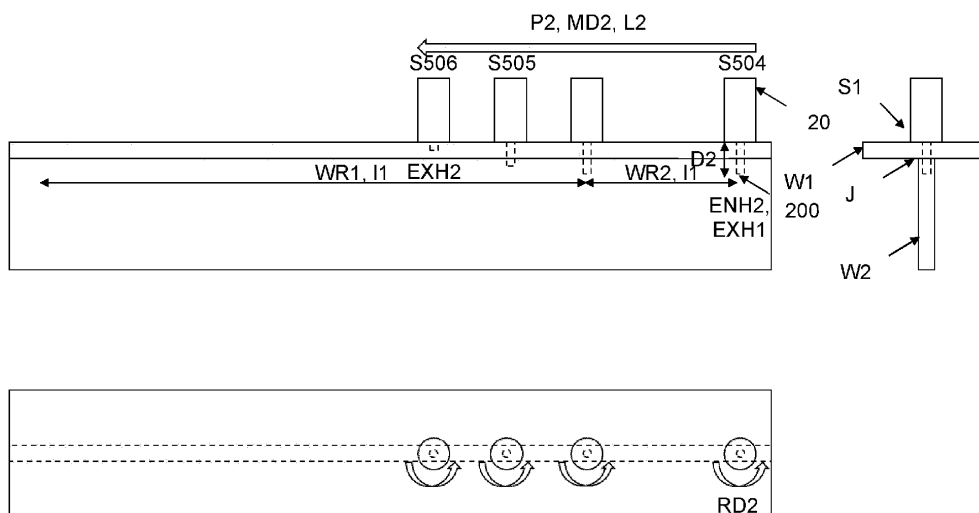 P2, MD2, L2
S506
S505
S504
S1
20
D2
WR1, I1
EXH2
WR2, I1
W1
ENH2,
200
J
EXH1
W2
RD2